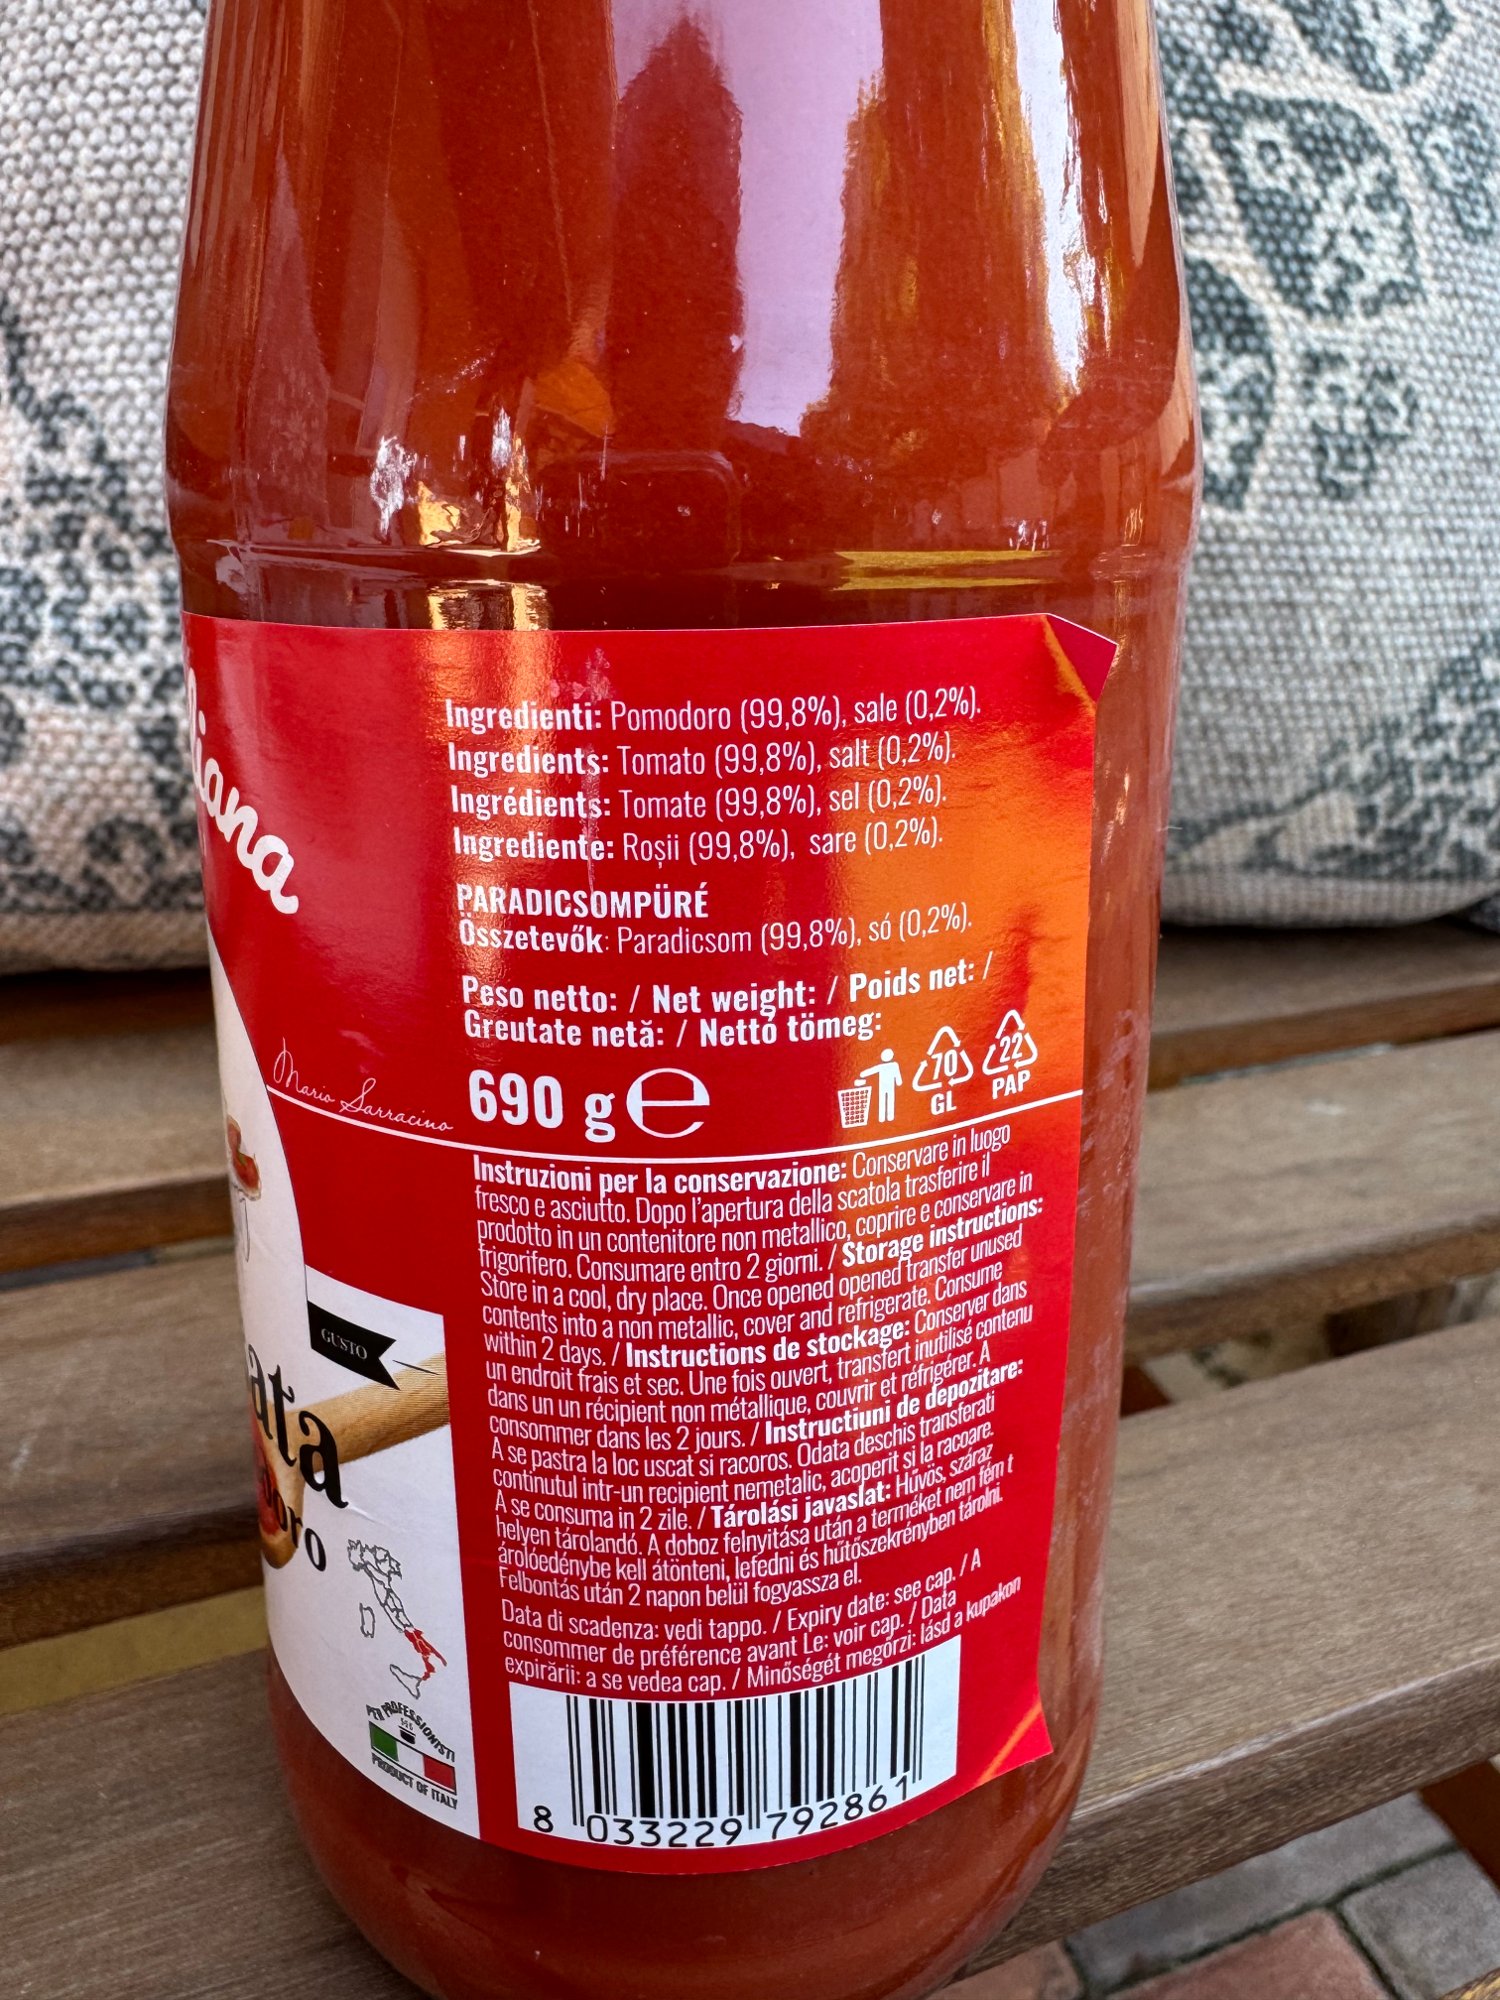 liana
Mario Sarracino
GUSTO
ata
oro
PER PROFESSIONISTI
PRODUCT OF ITALY
Ingredienti: Pomodoro (99,8%), sale (0,2%).
Ingredients: Tomato (99,8%), salt (0,2%).
Ingrédients: Tomate (99,8%), sel (0,2%).
Ingrediente: Roșii (99,8%), sare (0,2%).
PARADICSOMPÜRÉ
Összetevők: Paradicsom (99,8%), só (0,2%).
Peso netto: / Net weight: / Poids net: /
Greutate netă: / Nettó tömeg:
690 g e
70
GL
22
PAP
Instruzioni per la conservazione: Conservare in luogo
fresco e asciutto. Dopo l'apertura della scatola trasferire il
prodotto in un contenitore non metallico, coprire e conservare in
frigorifero. Consumare entro 2 giorni. / Storage instructions:
Store in a cool, dry place. Once opened opened transfer unused
contents into a non metallic, cover and refrigerate. Consume
within 2 days. / Instructions de stockage: Conserver dans
un endroit frais et sec. Une fois ouvert, transfert inutilisé contenu
dans un un récipient non métallique, couvrir et réfrigérer. A
consommer dans les 2 jours. / Instructiuni de depozitare:
A se pastra la loc uscat si racoros. Odata deschis transferati
continutul intr-un recipient nemetalic, acoperit si la racoare.
A se consuma in 2 zile. / Tárolási javaslat: Hűvös, száraz
helyen tárolandó. A doboz felnyitása után a terméket nem fém t
árolóedénybe kell átönteni, lefedni és hűtőszekrényben tárolni.
Felbontás után 2 napon belül fogyassza el.
Data di scadenza: vedi tappo. / Expiry date: see cap. / A
consommer de préférence avant Le: voir cap. / Data
expirării: a se vedea cap. / Minőségét megőrzi: lásd a kupakon
8 033229 792861